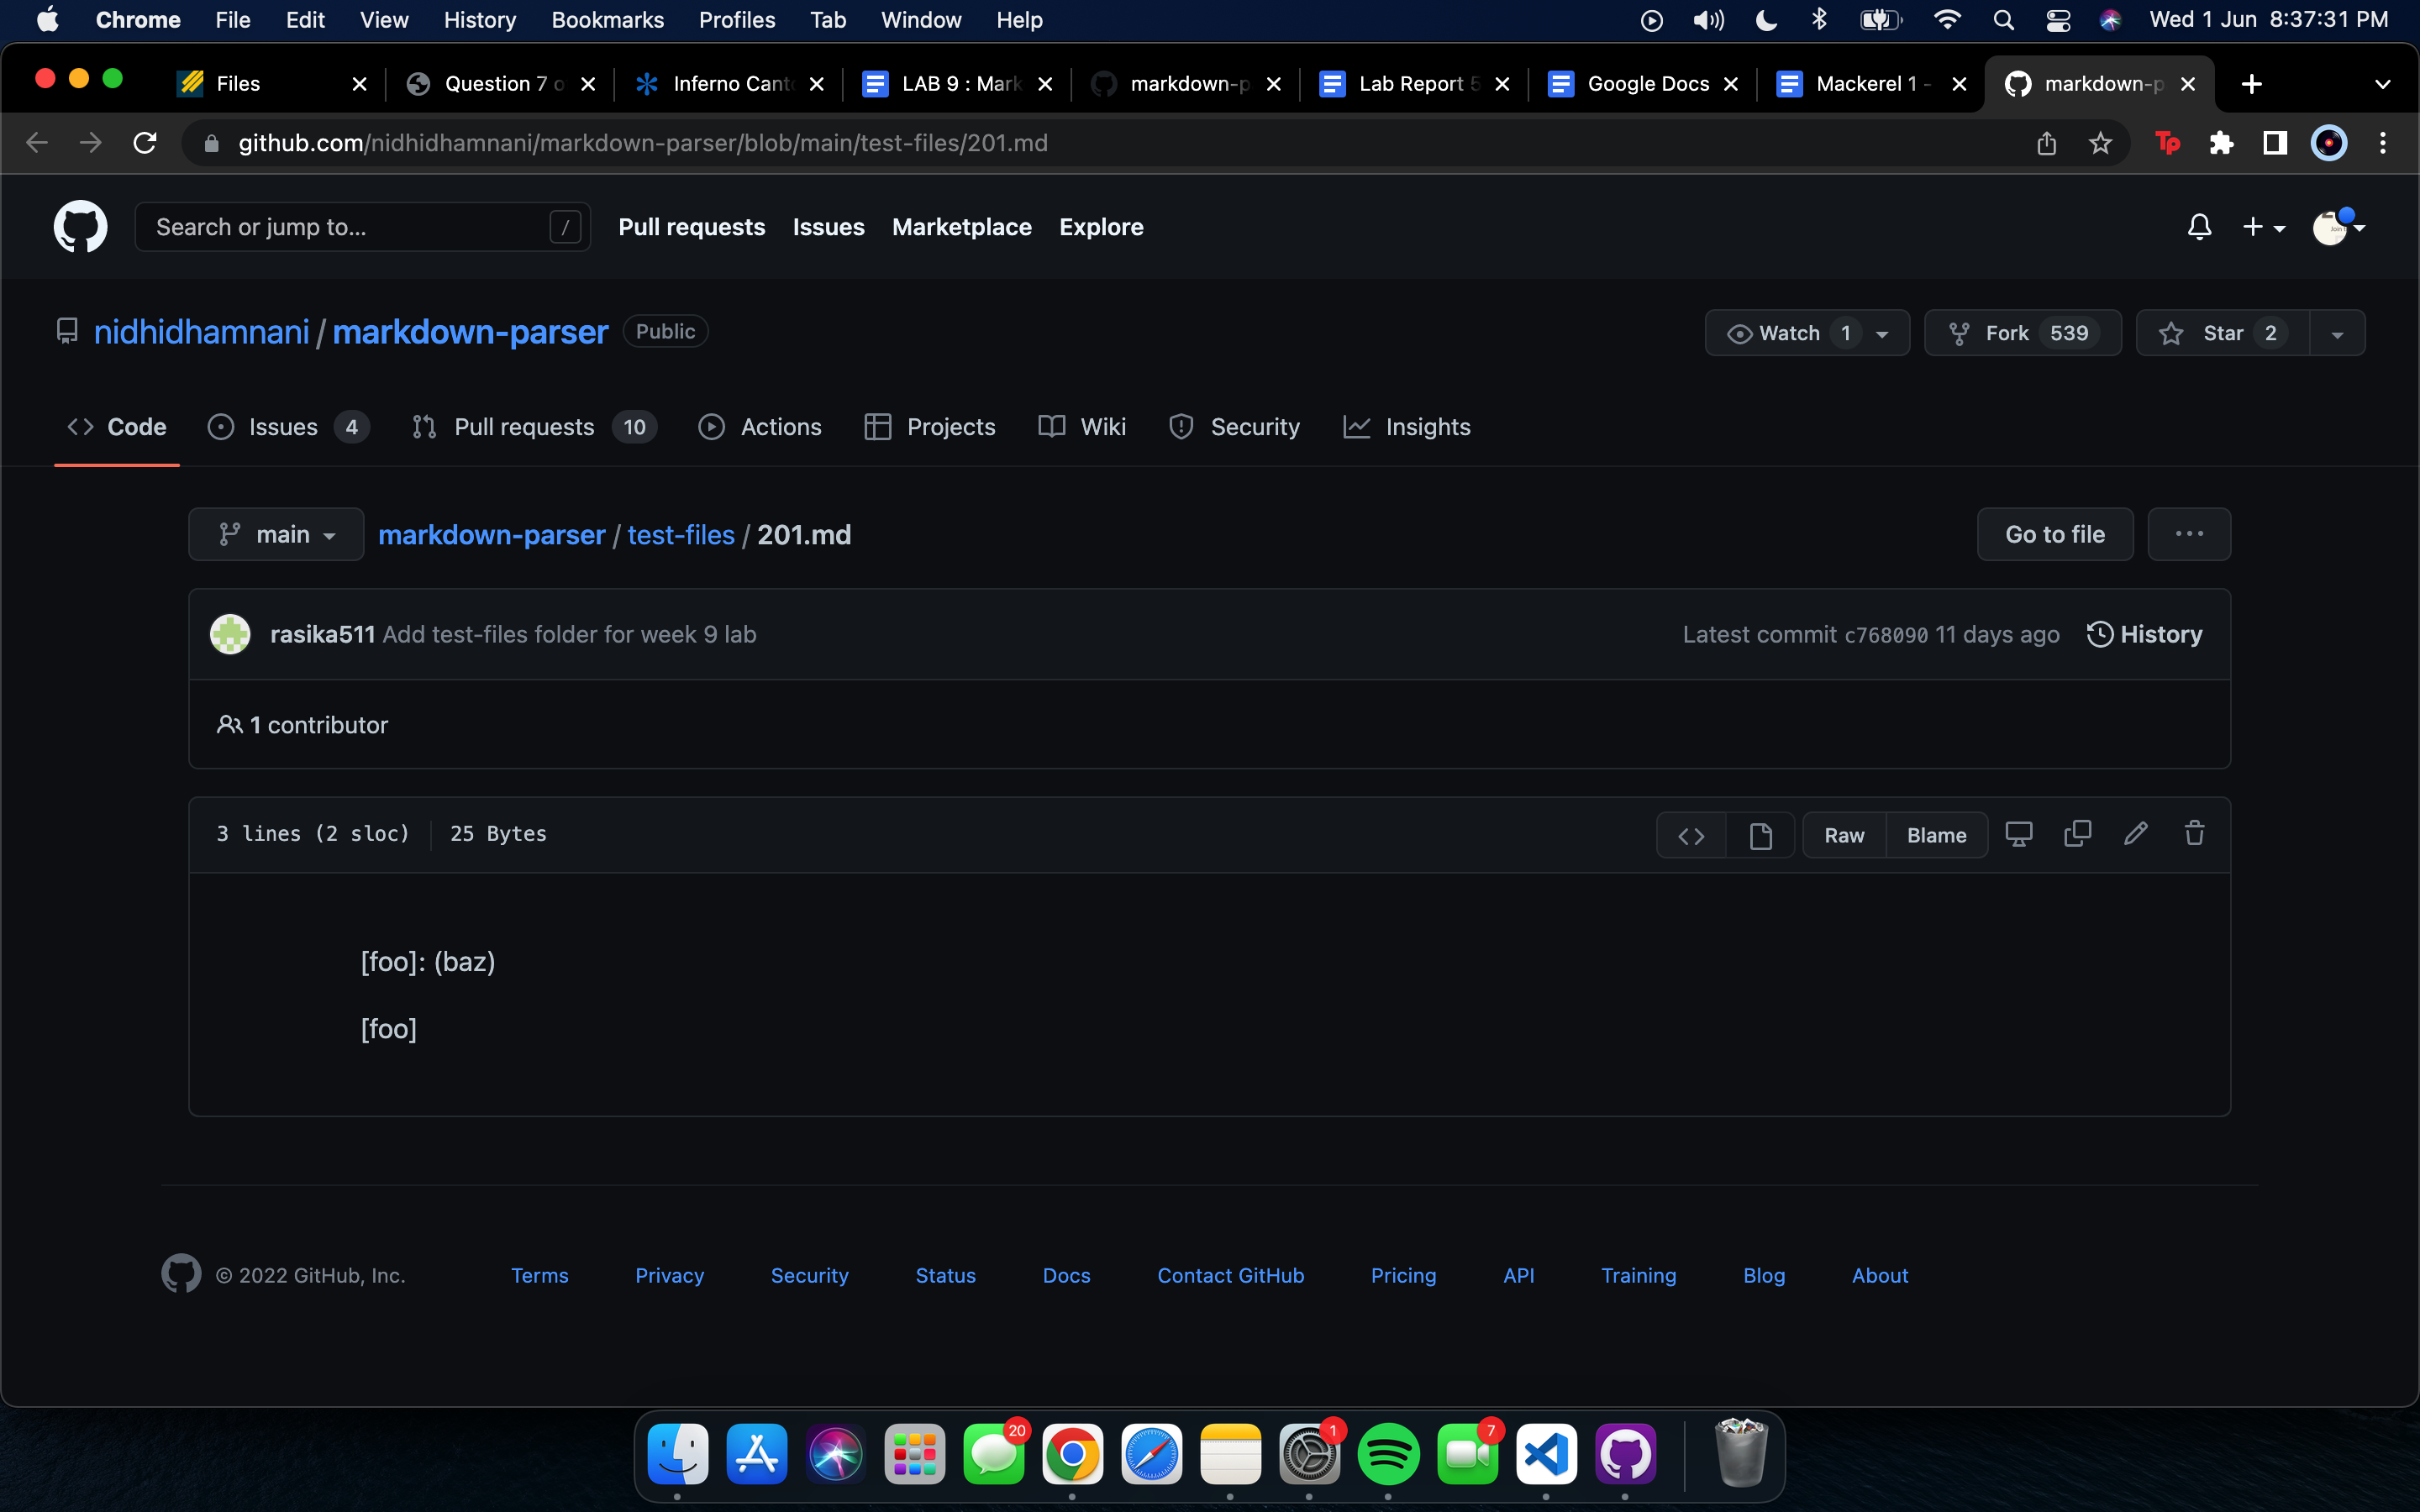 Chrome File Edit View History Bookmarks Profiles Tab Window Help Wed 1 Jun 8:37:31 PM
Files Question 7 o Inferno Canto LAB 9 : Mark markdown-p Lab Report 5 Google Docs Mackerel 1 - markdown-p
github.com/nidhidhamnani/markdown-parser/blob/main/test-files/201.md Tp
Search or jump to... / Pull requests Issues Marketplace Explore
nidhidhamnani / markdown-parser Public Watch 1 Fork 539 Star 2
Code Issues 4 Pull requests 10 Actions Projects Wiki Security Insights
main markdown-parser / test-files / 201.md Go to file ...
rasika511 Add test-files folder for week 9 lab Latest commit c768090 11 days ago History
1 contributor
3 lines (2 sloc) 25 Bytes Raw Blame
[foo]: (baz)
[foo]
© 2022 GitHub, Inc. Terms Privacy Security Status Docs Contact GitHub Pricing API Training Blog About
20 1 7